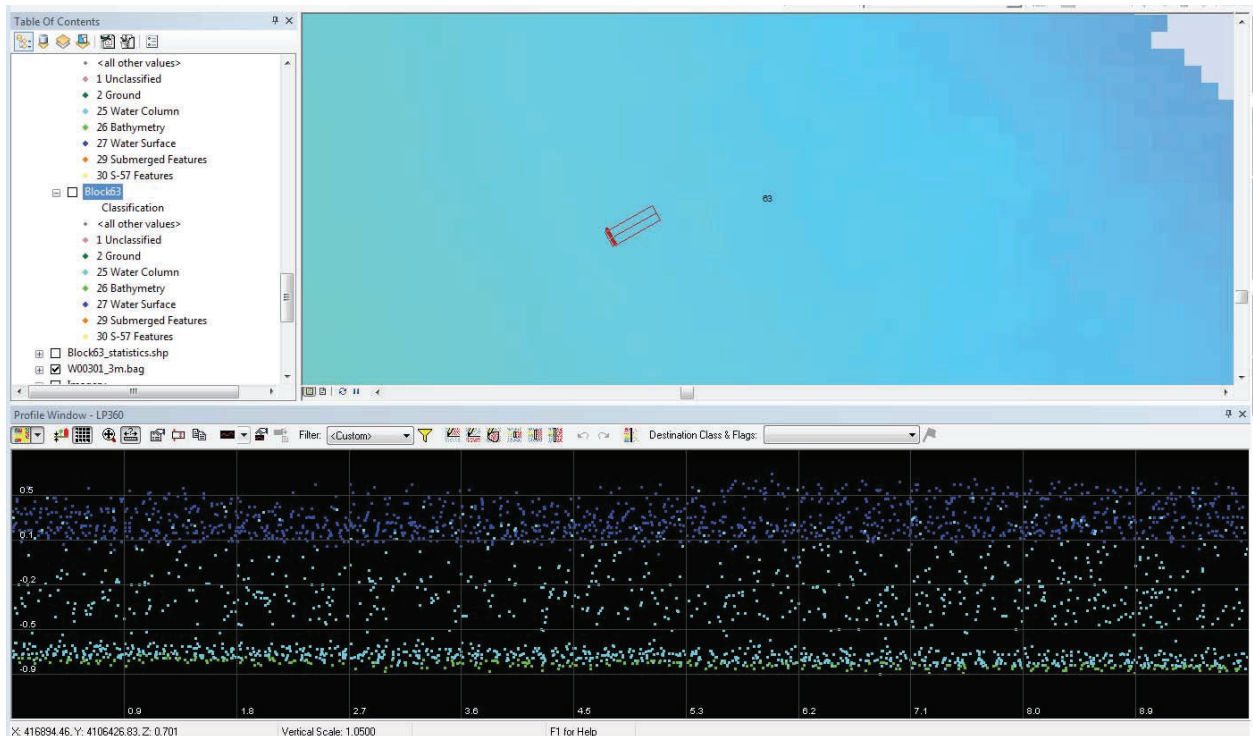 Table Of Contents
<all other values>
1 Unclassified
2 Ground
25 Water Column
26 Bathymetry
27 Water Surface
29 Submerged Features
30 S-57 Features
Block63
Classification
<all other values>
1 Unclassified
2 Ground
25 Water Column
26 Bathymetry
27 Water Surface
29 Submerged Features
30 S-57 Features
Block63_statistics.shp
W00301_3m.bag
63
Profile Window - LP360
Filter: <Custom> Destination Class & Flags:
0.5
0.1
-0.2
-0.5
-0.9
0.9 1.8 2.7 3.6 4.5 5.3 6.2 7.1 8.0 8.9
X: 416894.46, Y: 4106426.83, Z: 0.701 Vertical Scale: 1.0500 F1 for Help